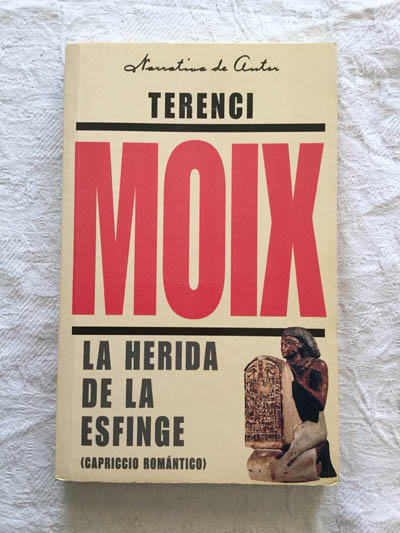 Narrativa de Autor
TERENCI
MOIX
LA HERIDA
DE LA
ESFINGE
(CAPRICCIO ROMÁNTICO)